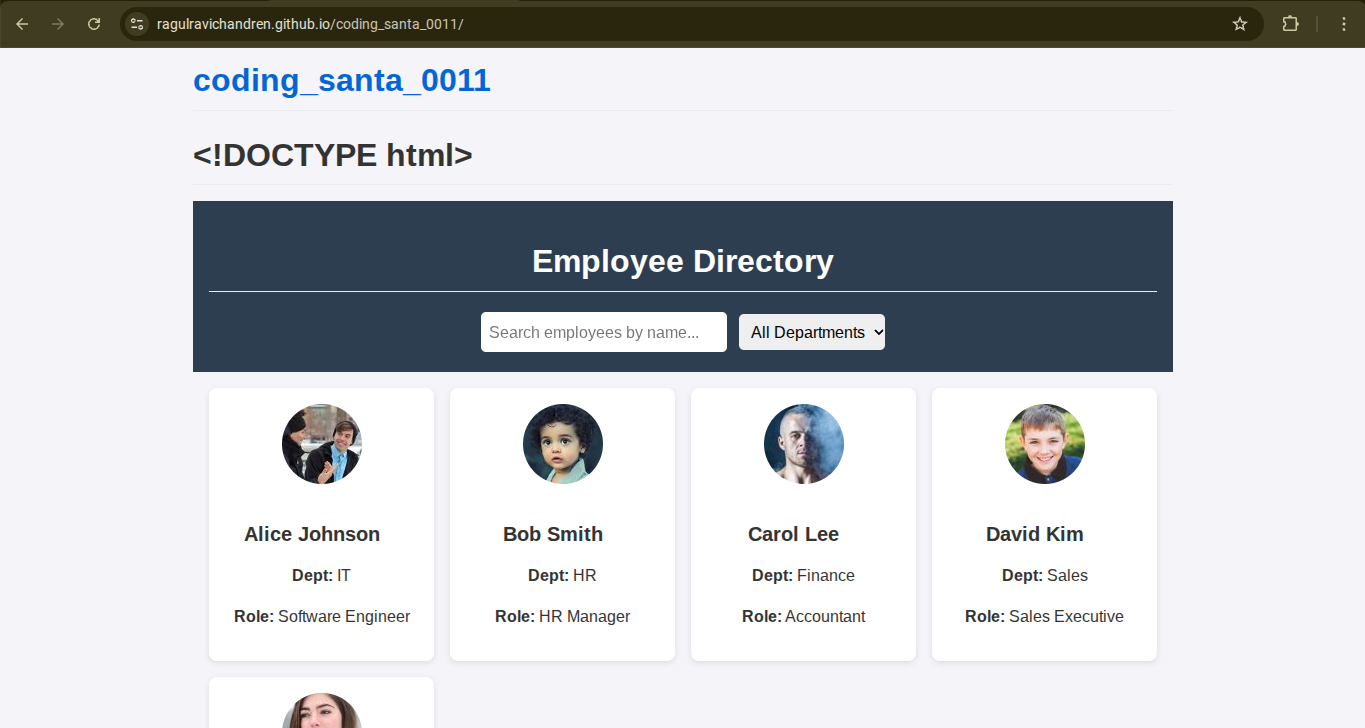 ragulravichandren.github.io/coding_santa_0011/
coding_santa_0011
<!DOCTYPE html>
Employee Directory
Search employees by name... All Departments
Alice Johnson Bob Smith Carol Lee David Kim
Dept: IT Dept: HR Dept: Finance Dept: Sales
Role: Software Engineer Role: HR Manager Role: Accountant Role: Sales Executive